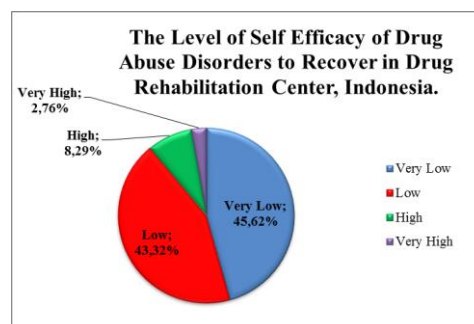 The Level of Self Efficacy of Drug
Abuse Disorders to Recover in Drug
Rehabilitation Center, Indonesia.
Very High;
2,76%
High;
8,29%
Low;
43,32%
Very Low;
45,62%
Very Low
Low
High
Very High